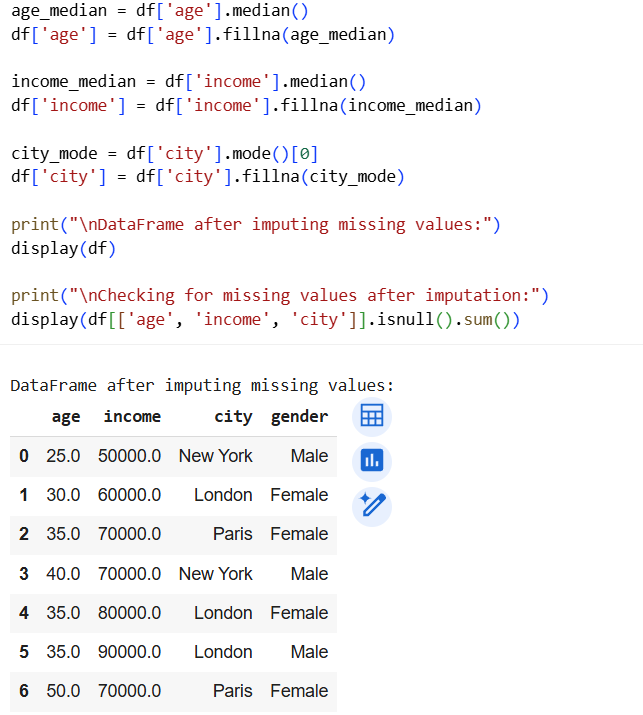 age_median = df['age'].median()
df['age'] = df['age'].fillna(age_median)
income_median = df['income'].median()
df['income'] = df['income'].fillna(income_median)
city_mode = df['city'].mode()[0]
df['city'] = df['city'].fillna(city_mode)
print("\nDataFrame after imputing missing values:")
display(df)
print("\nChecking for missing values after imputation:")
display(df[['age', 'income', 'city']].isnull().sum())
DataFrame after imputing missing values:
age income city gender
0 25.0 50000.0 New York Male
1 30.0 60000.0 London Female
2 35.0 70000.0 Paris Female
3 40.0 70000.0 New York Male
4 35.0 80000.0 London Female
5 35.0 90000.0 London Male
6 50.0 70000.0 Paris Female